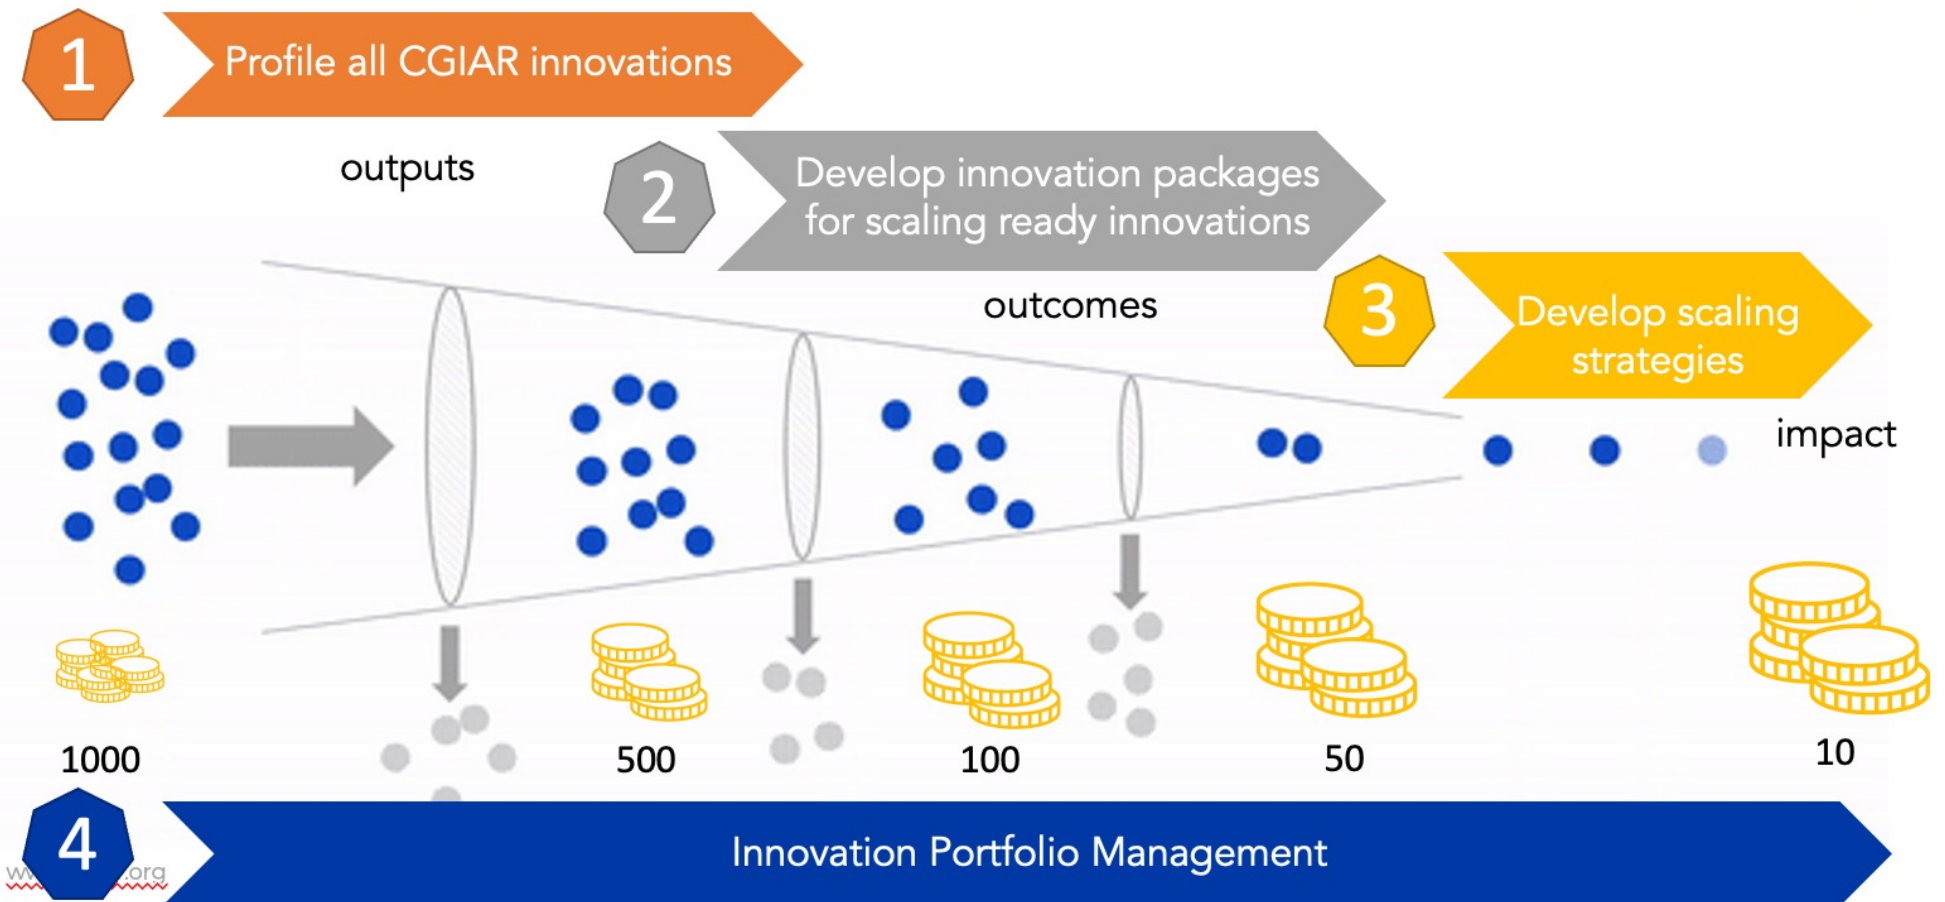 1
Profile all CGIAR innovations
outputs
2
Develop innovation packages
for scaling ready innovations
outcomes
3
Develop scaling
strategies
impact
1000
500
100
50
10
4
Innovation Portfolio Management
.org